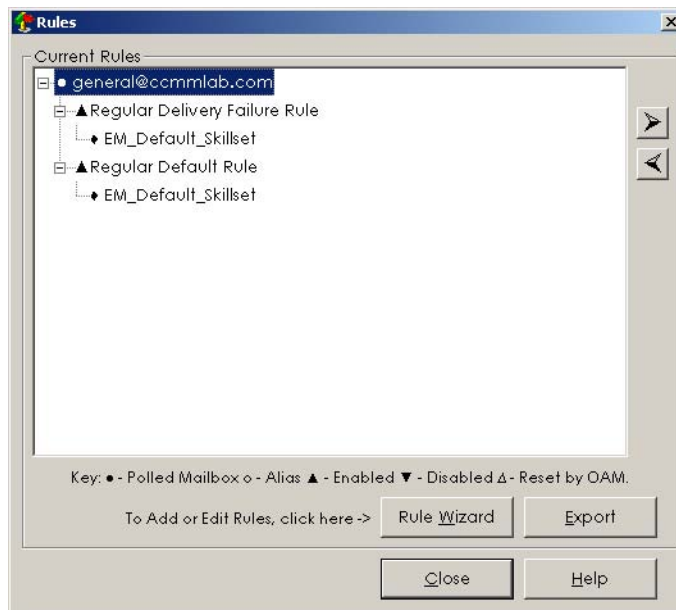 Rules
Current Rules
● general@ccmmlab.com
▲Regular Delivery Failure Rule
♦ EM_Default_Skillset
▲Regular Default Rule
♦ EM_Default_Skillset
Key: ● - Polled Mailbox o - Alias ▲ - Enabled ▼ - Disabled Δ - Reset by OAM.
To Add or Edit Rules, click here -> Rule Wizard Export
Close Help